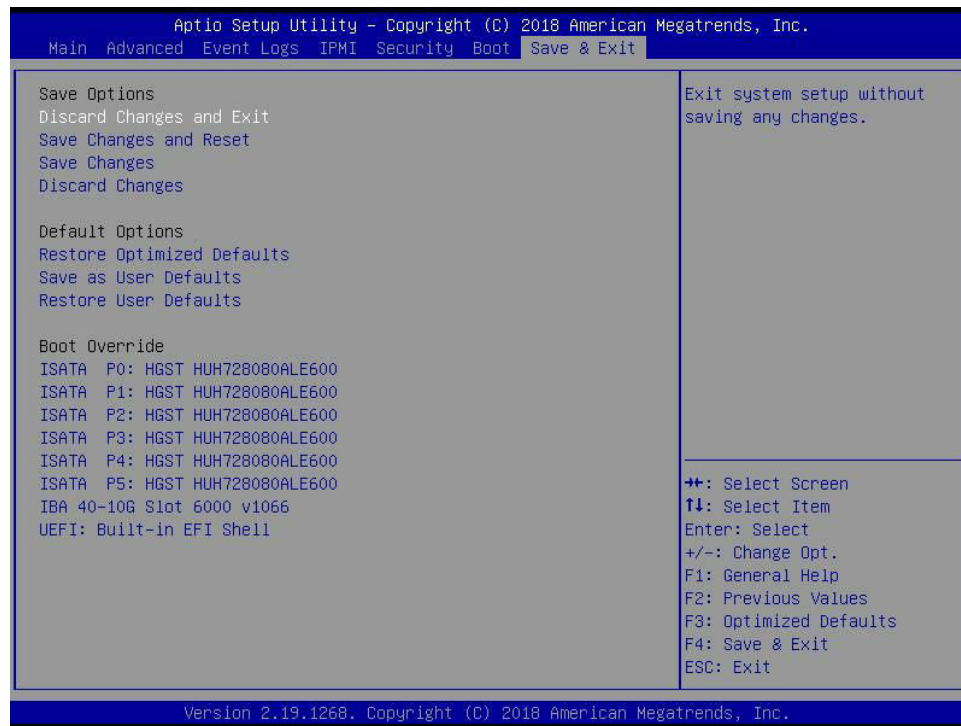 Aptio Setup Utility – Copyright (C) 2018 American Megatrends, Inc.
Main Advanced Event Logs IPMI Security Boot Save & Exit
Save Options
Discard Changes and Exit
Save Changes and Reset
Save Changes
Discard Changes
Default Options
Restore Optimized Defaults
Save as User Defaults
Restore User Defaults
Boot Override
ISATA P0: HGST HUH728080ALE600
ISATA P1: HGST HUH728080ALE600
ISATA P2: HGST HUH728080ALE600
ISATA P3: HGST HUH728080ALE600
ISATA P4: HGST HUH728080ALE600
ISATA P5: HGST HUH728080ALE600
IBA 40-10G Slot 6000 v1066
UEFI: Built-in EFI Shell
Exit system setup without
saving any changes.
→←: Select Screen
↑↓: Select Item
Enter: Select
+/-: Change Opt.
F1: General Help
F2: Previous Values
F3: Optimized Defaults
F4: Save & Exit
ESC: Exit
Version 2.19.1268. Copyright (C) 2018 American Megatrends, Inc.